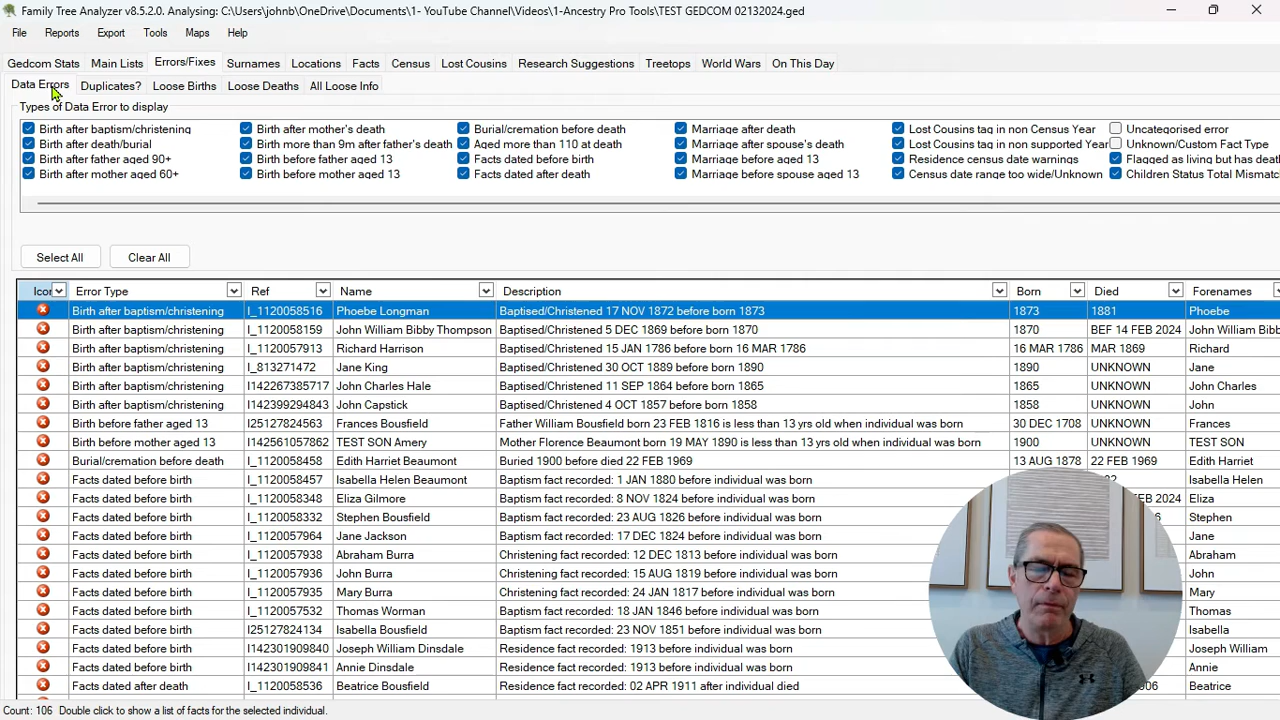 Family Tree Analyzer v8.5.2.0. Analysing: C:\Users\johnb\OneDrive\Documents\1- YouTube Channel\Videos\1-Ancestry Pro Tools\TEST GEDCOM 02132024.ged
File Reports Export Tools Maps Help
Gedcom Stats Main Lists Errors/Fixes Surnames Locations Facts Census Lost Cousins Research Suggestions Treetops World Wars On This Day
Data Errors Duplicates? Loose Births Loose Deaths All Loose Info
Types of Data Error to display
Birth after baptism/christening Birth after mother's death Burial/cremation before death Marriage after death Lost Cousins tag in non Census Year Uncategorised error
Birth after death/burial Birth more than 9m after father's death Aged more than 110 at death Marriage after spouse's death Lost Cousins tag in non supported Year Unknown/Custom Fact Type
Birth after father aged 90+ Birth before father aged 13 Facts dated before birth Marriage before aged 13 Residence census date warnings Flagged as living but has death
Birth after mother aged 60+ Birth before mother aged 13 Facts dated after death Marriage before spouse aged 13 Census date range too wide/Unknown Children Status Total Mismatc
Select All Clear All
Icon Error Type Ref Name Description Born Died Forenames
Birth after baptism/christening I_1120058516 Phoebe Longman Baptised/Christened 17 NOV 1872 before born 1873 1873 1881 Phoebe
Birth after baptism/christening I_1120058159 John William Bibby Thompson Baptised/Christened 5 DEC 1869 before born 1870 1870 BEF 14 FEB 2024 John William Bibb
Birth after baptism/christening I_1120057913 Richard Harrison Baptised/Christened 15 JAN 1786 before born 16 MAR 1786 16 MAR 1786 MAR 1869 Richard
Birth after baptism/christening I_813271472 Jane King Baptised/Christened 30 OCT 1889 before born 1890 1890 UNKNOWN Jane
Birth after baptism/christening I142267385717 John Charles Hale Baptised/Christened 11 SEP 1864 before born 1865 1865 UNKNOWN John Charles
Birth after baptism/christening I142399294843 John Capstick Baptised/Christened 4 OCT 1857 before born 1858 1858 UNKNOWN John
Birth before father aged 13 I25127824563 Frances Bousfield Father William Bousfield born 23 FEB 1816 is less than 13 yrs old when individual was born 30 DEC 1708 UNKNOWN Frances
Birth before mother aged 13 I142561057862 TEST SON Amery Mother Florence Beaumont born 19 MAY 1890 is less than 13 yrs old when individual was born 1900 UNKNOWN TEST SON
Burial/cremation before death I_1120058458 Edith Harriet Beaumont Buried 1900 before died 22 FEB 1969 13 AUG 1878 22 FEB 1969 Edith Harriet
Facts dated before birth I_1120058457 Isabella Helen Beaumont Baptism fact recorded: 1 JAN 1880 before individual was born Isabella Helen
Facts dated before birth I_1120058348 Eliza Gilmore Baptism fact recorded: 8 NOV 1824 before individual was born FEB 2024 Eliza
Facts dated before birth I_1120058332 Stephen Bousfield Baptism fact recorded: 23 AUG 1826 before individual was born Stephen
Facts dated before birth I_1120057964 Jane Jackson Baptism fact recorded: 17 DEC 1824 before individual was born Jane
Facts dated before birth I_1120057938 Abraham Burra Christening fact recorded: 12 DEC 1813 before individual was born Abraham
Facts dated before birth I_1120057936 John Burra Christening fact recorded: 15 AUG 1819 before individual was born John
Facts dated before birth I_1120057935 Mary Burra Christening fact recorded: 24 JAN 1817 before individual was born Mary
Facts dated before birth I_1120057532 Thomas Worman Baptism fact recorded: 18 JAN 1846 before individual was born Thomas
Facts dated before birth I25127824134 Isabella Bousfield Baptism fact recorded: 23 NOV 1851 before individual was born Isabella
Facts dated before birth I142301909840 Joseph William Dinsdale Residence fact recorded: 1913 before individual was born Joseph William
Facts dated before birth I142301909841 Annie Dinsdale Residence fact recorded: 1913 before individual was born Annie
Facts dated after death I_1120058536 Beatrice Bousfield Residence fact recorded: 02 APR 1911 after individual died Beatrice
Count: 106 Double click to show a list of facts for the selected individual.